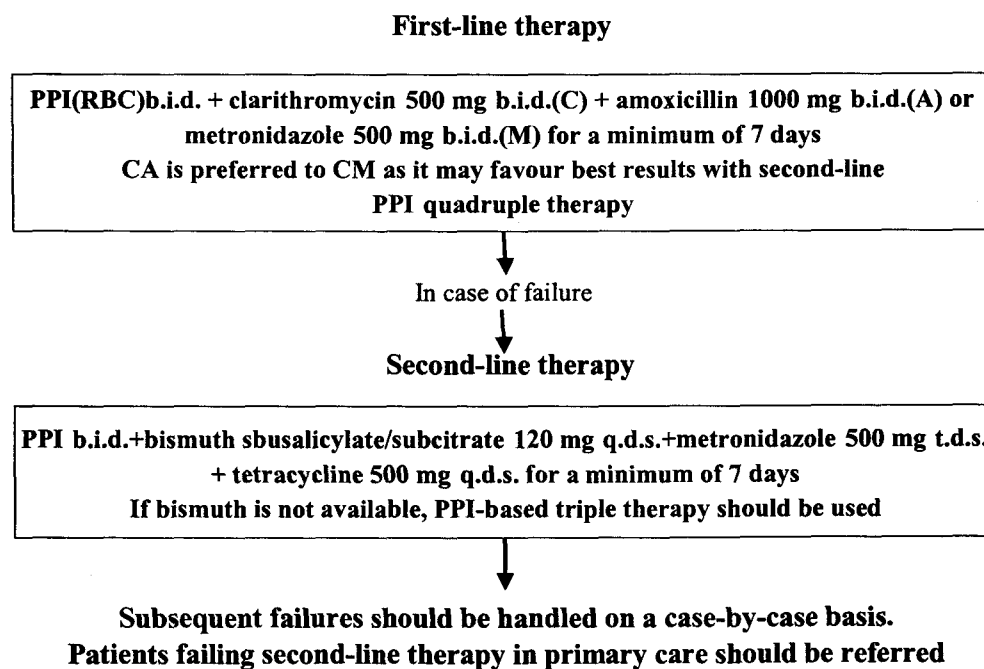 First-line therapy
PPI(RBC)b.i.d. + clarithromycin 500 mg b.i.d.(C) + amoxicillin 1000 mg b.i.d.(A) or
metronidazole 500 mg b.i.d.(M) for a minimum of 7 days
CA is preferred to CM as it may favour best results with second-line
PPI quadruple therapy
In case of failure
Second-line therapy
PPI b.i.d.+bismuth sbusalicylate/subcitrate 120 mg q.d.s.+metronidazole 500 mg t.d.s.
+ tetracycline 500 mg q.d.s. for a minimum of 7 days
If bismuth is not available, PPI-based triple therapy should be used
Subsequent failures should be handled on a case-by-case basis.
Patients failing second-line therapy in primary care should be referred